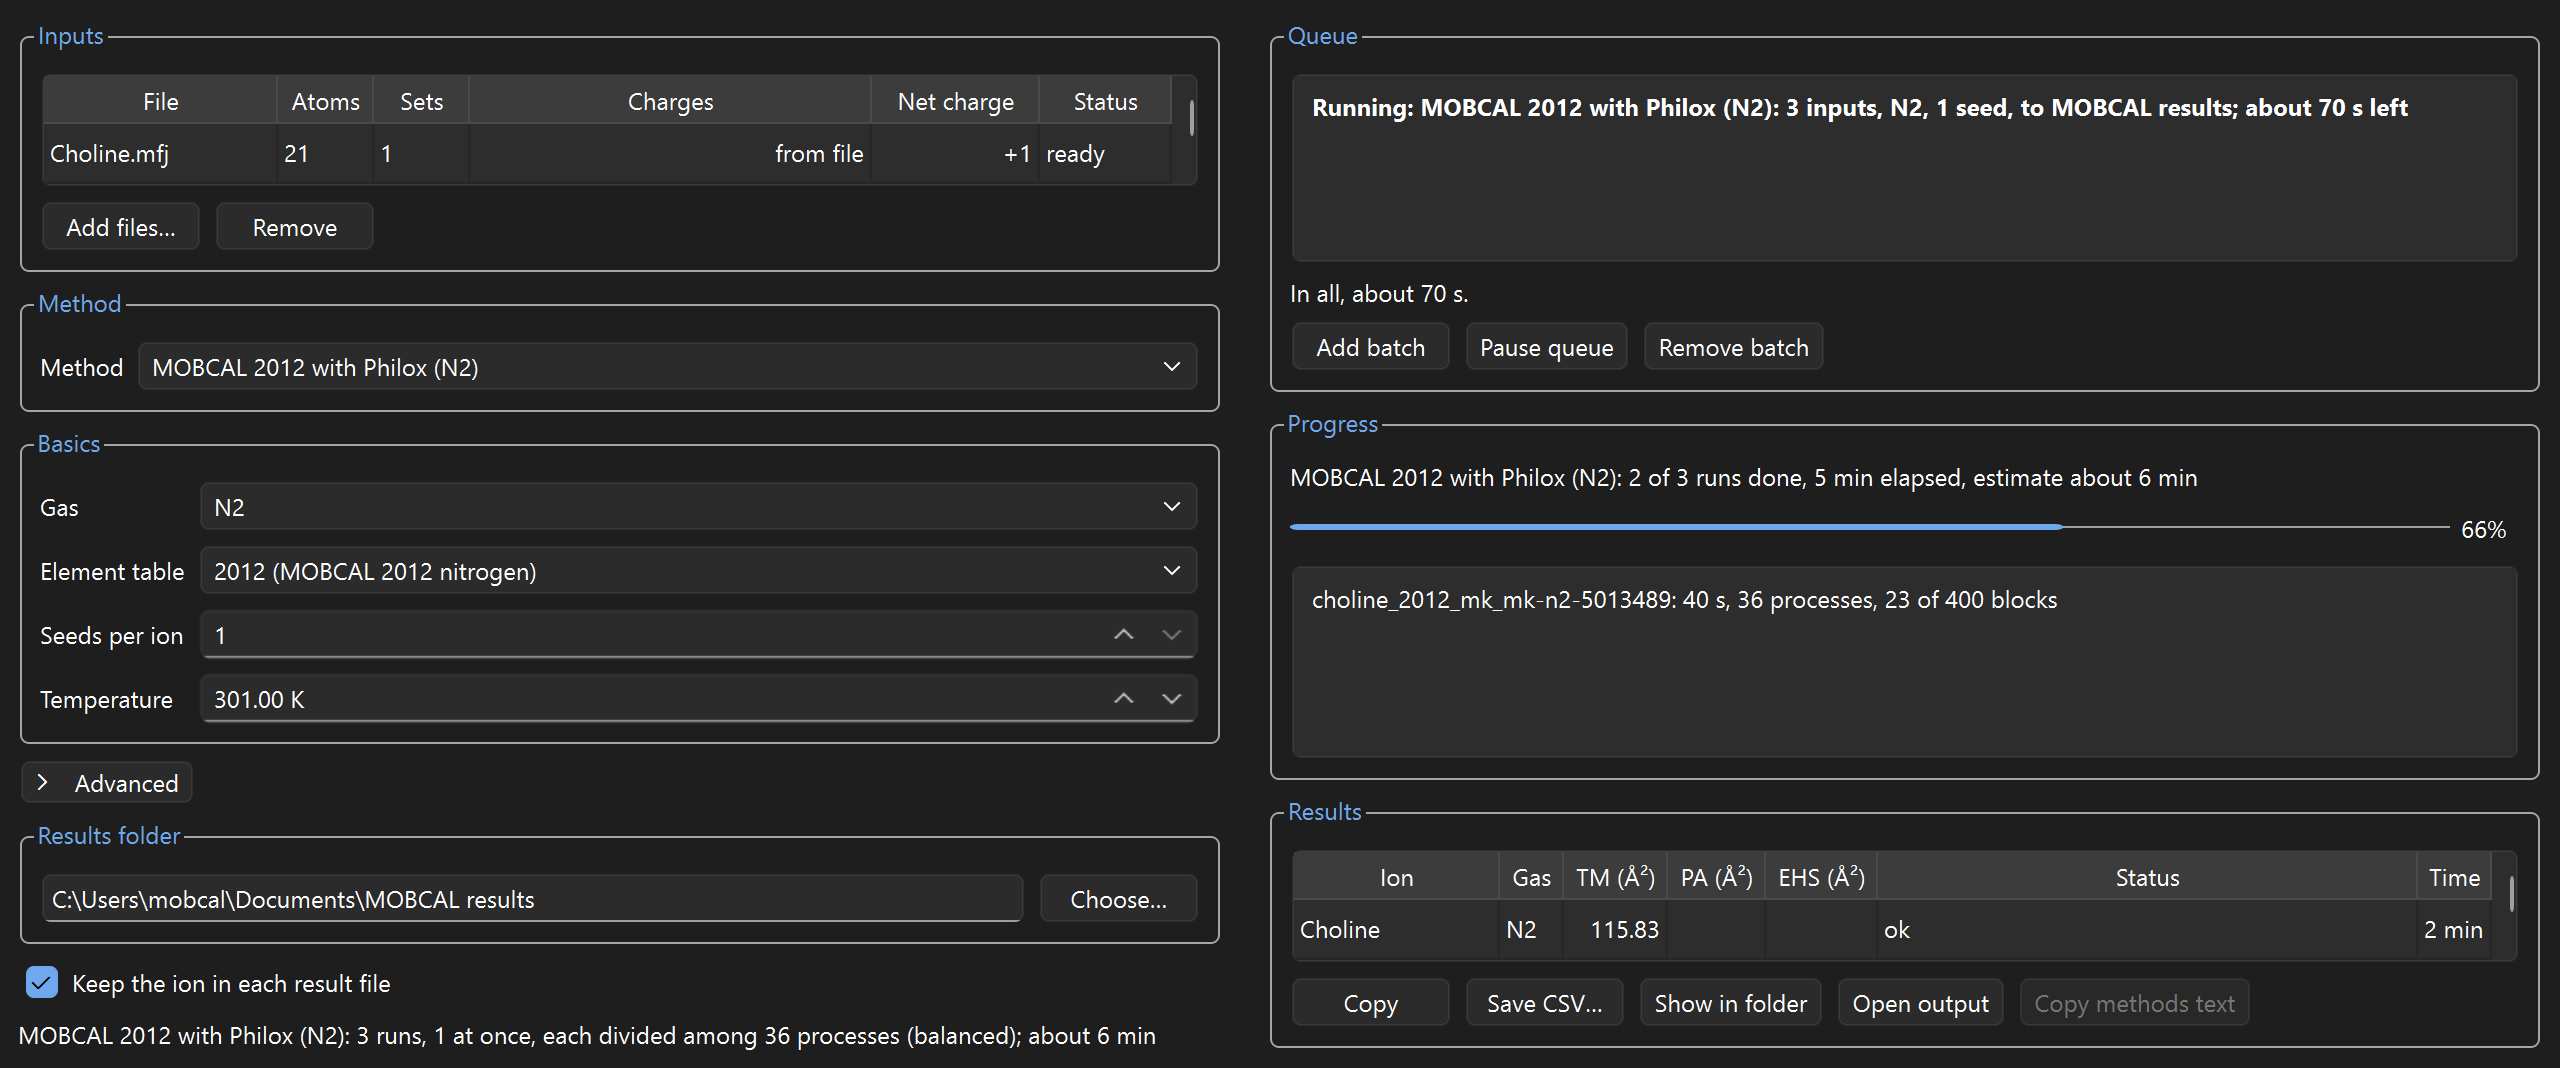 Inputs
File Atoms Sets Charges Net charge Status
Choline.mfj 21 1 from file +1 ready
Add files... Remove
Method
Method MOBCAL 2012 with Philox (N2)
Basics
Gas N2
Element table 2012 (MOBCAL 2012 nitrogen)
Seeds per ion 1
Temperature 301.00 K
Advanced
Results folder
C:\Users\mobcal\Documents\MOBCAL results Choose...
Keep the ion in each result file
MOBCAL 2012 with Philox (N2): 3 runs, 1 at once, each divided among 36 processes (balanced); about 6 min
Queue
Running: MOBCAL 2012 with Philox (N2): 3 inputs, N2, 1 seed, to MOBCAL results; about 70 s left
In all, about 70 s.
Add batch Pause queue Remove batch
Progress
MOBCAL 2012 with Philox (N2): 2 of 3 runs done, 5 min elapsed, estimate about 6 min
66%
choline_2012_mk_mk-n2-5013489: 40 s, 36 processes, 23 of 400 blocks
Results
Ion Gas TM (Å²) PA (Å²) EHS (Å²) Status Time
Choline N2 115.83 ok 2 min
Copy Save CSV... Show in folder Open output Copy methods text